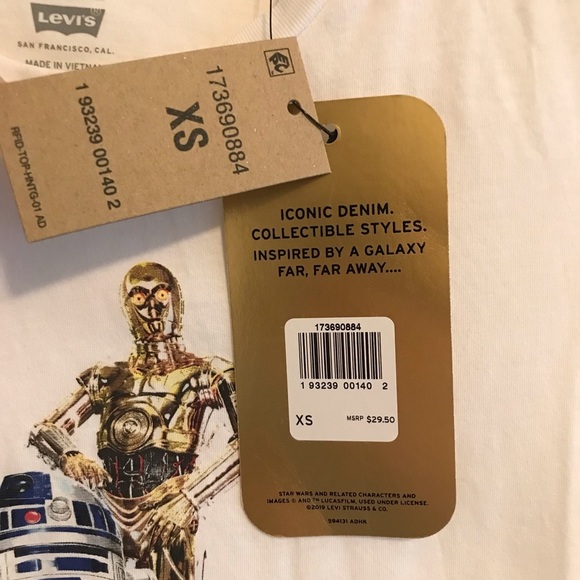 LEVI'S
SAN FRANCISCO, CAL.
MADE IN VIETNAM
173690884
XS
1 93239 00140 2
RFID-TOP-HNTG-01 AD
ICONIC DENIM.
COLLECTIBLE STYLES.
INSPIRED BY A GALAXY
FAR, FAR AWAY....
173690884
1 93239 00140 2
XS MSRP $29.50
STAR WARS AND RELATED CHARACTERS AND
IMAGES © AND TM LUCASFILM, USED UNDER LICENSE.
©2019 LEVI STRAUSS & CO.
994131 ADHR